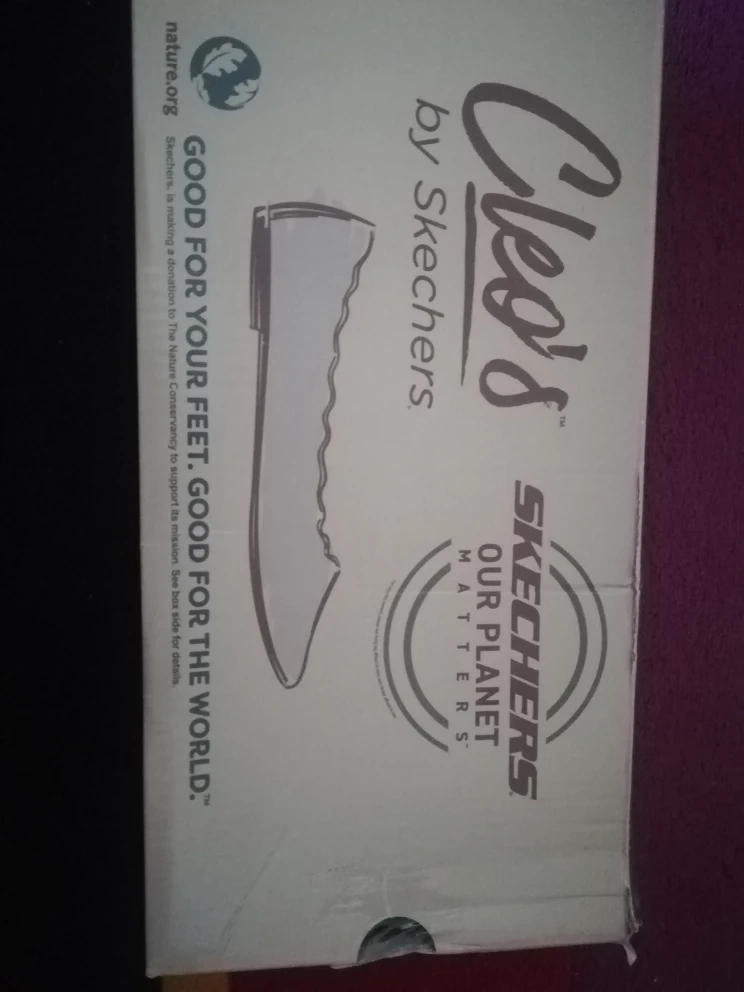 Cleo's™
by Skechers.
SKECHERS
OUR PLANET
MATTERS™
GOOD FOR YOUR FEET. GOOD FOR THE WORLD.™
nature.org
Skechers. is making a donation to The Nature Conservancy to support its mission. See box side for details.